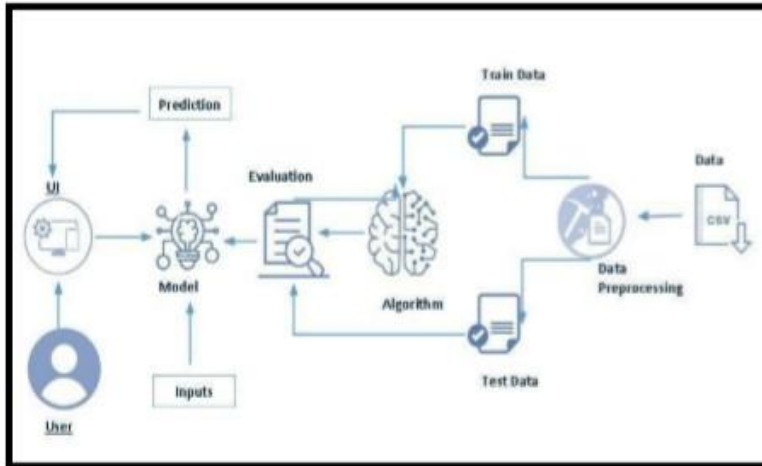 Train Data
Prediction
Data
Evaluation
UI
CSV
Model
Algorithm
Data
Preprocessing
Inputs
Test Data
User